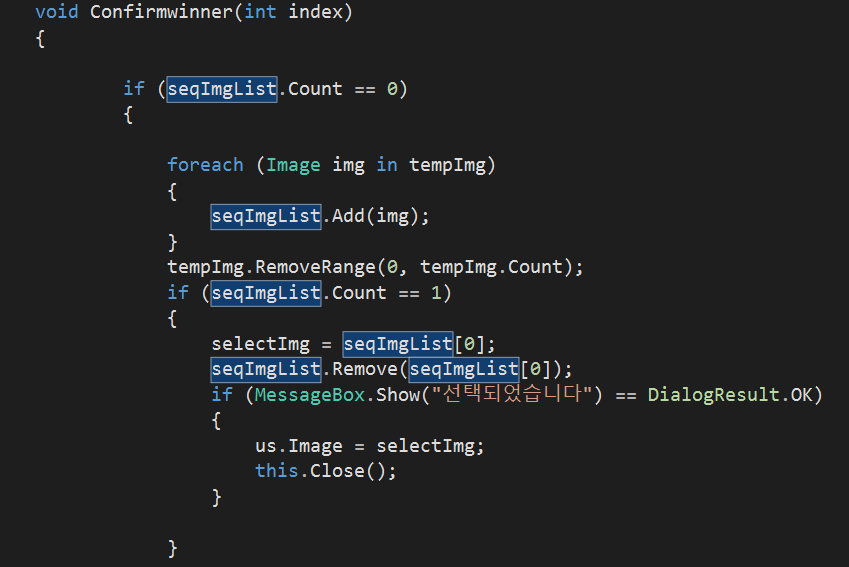 void Confirmwinner(int index)
{
if (seqImgList.Count == 0)
{
foreach (Image img in tempImg)
{
seqImgList.Add(img);
}
tempImg.RemoveRange(0, tempImg.Count);
if (seqImgList.Count == 1)
{
selectImg = seqImgList[0];
seqImgList.Remove(seqImgList[0]);
if (MessageBox.Show("선택되었습니다") == DialogResult.OK)
{
us.Image = selectImg;
this.Close();
}
}